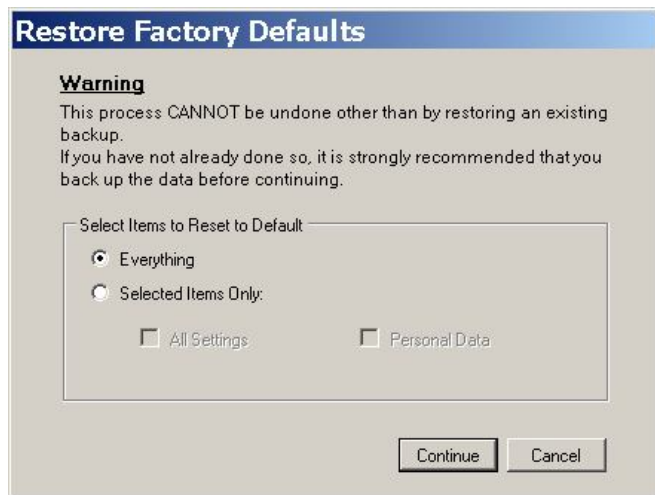 Restore Factory Defaults
Warning
This process CANNOT be undone other than by restoring an existing
backup.
If you have not already done so, it is strongly recommended that you
back up the data before continuing.
Select Items to Reset to Default
Everything
Selected Items Only:
All Settings Personal Data
Continue Cancel